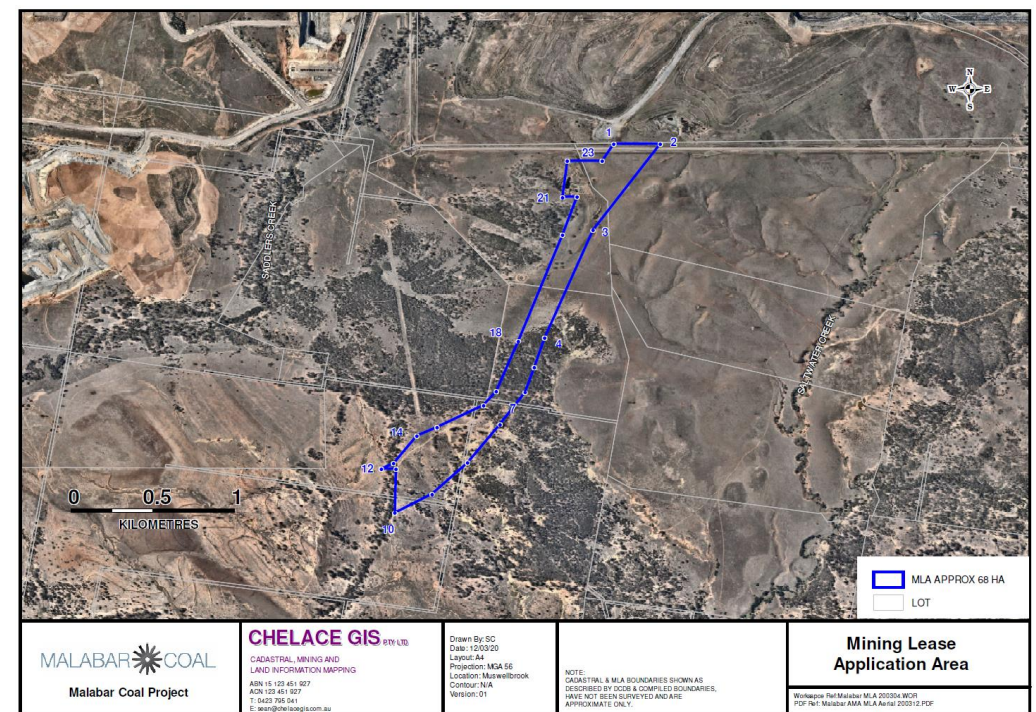 N
W E
S
1
2
23
21
3
SADDLERS CREEK
18
4
SALTWATER CREEK
14
12
10
0 0.5 1
KILOMETRES
MLA APPROX 68 HA
LOT
MALABAR COAL
Malabar Coal Project
CHELACE GIS PTY. LTD.
CADASTRAL, MINING AND
LAND INFORMATION MAPPING
ABN 15 123 451 927
ACN 123 451 927
T: 0423 795 041
E: sean@chelacegis.com.au
Drawn By: SC
Date: 12/03/20
Layout: A4
Projection: MGA 56
Location: Muswellbrook
Contour: N/A
Version: 01
NOTE:
CADASTRAL & MLA BOUNDARIES SHOWN AS
DESCRIBED BY DCDB & COMPILED BOUNDARIES,
HAVE NOT BEEN SURVEYED AND ARE
APPROXIMATE ONLY.
Mining Lease
Application Area
Workspace Ref:Malabar MLA 200304.WOR
PDF Ref: Malabar AMA MLA Aerial 200312.PDF